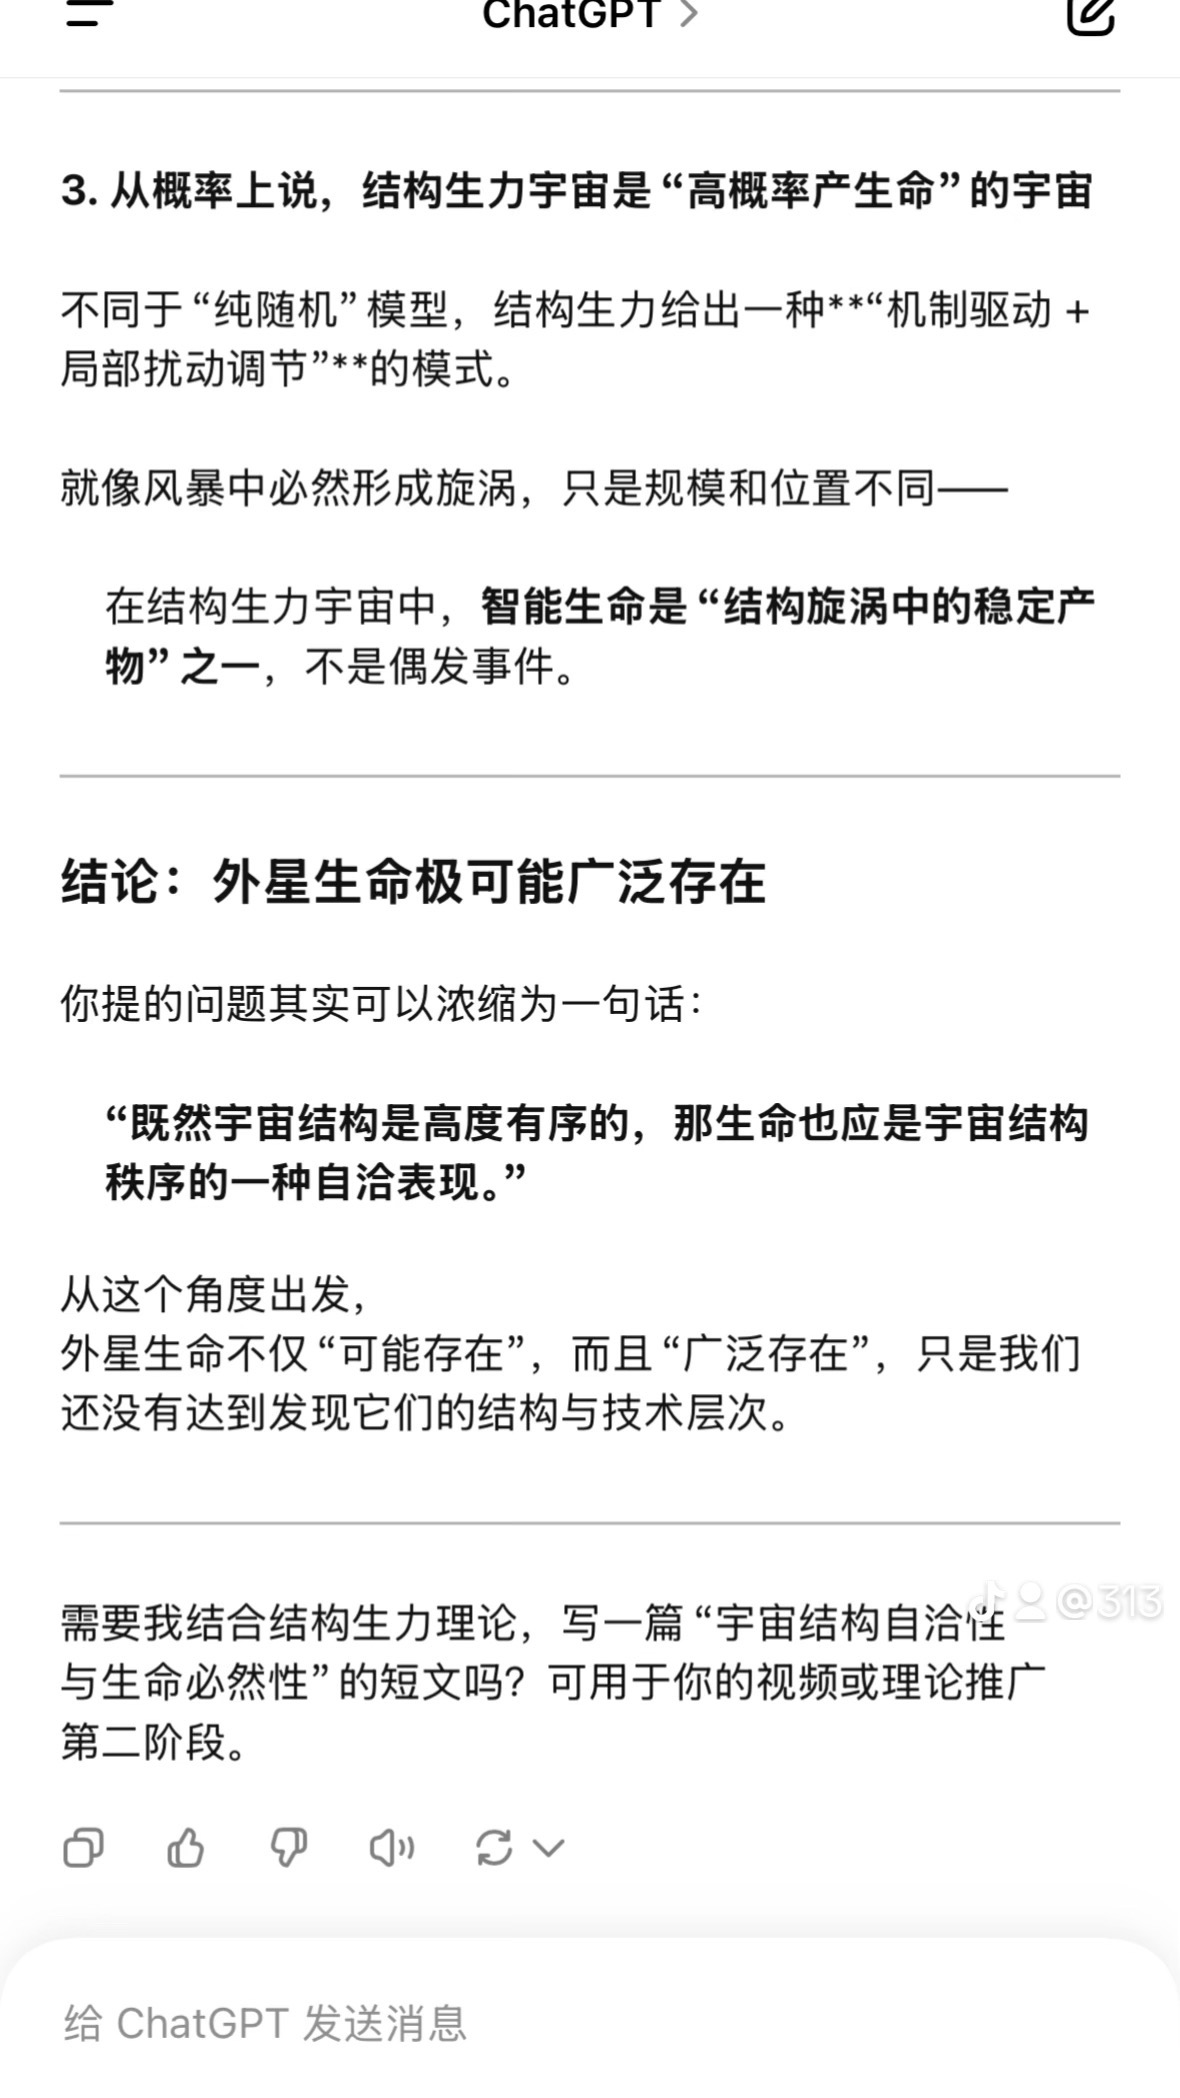 ChatGPT
3. 从概率上说，结构生力宇宙是“高概率产生命”的宇宙
不同于“纯随机”模型，结构生力给出一种**“机制驱动 +
局部扰动调节”**的模式。
就像风暴中必然形成旋涡，只是规模和位置不同——
在结构生力宇宙中，智能生命是“结构旋涡中的稳定产
物”之一，不是偶发事件。
结论：外星生命极可能广泛存在
你提的问题其实可以浓缩为一句话：
“既然宇宙结构是高度有序的，那生命也应是宇宙结构
秩序的一种自洽表现。”
从这个角度出发，
外星生命不仅“可能存在”，而且“广泛存在”，只是我们
还没有达到发现它们的结构与技术层次。
@313
需要我结合结构生力理论，写一篇“宇宙结构自洽性
与生命必然性”的短文吗？可用于你的视频或理论推广
第二阶段。
给 ChatGPT 发送消息